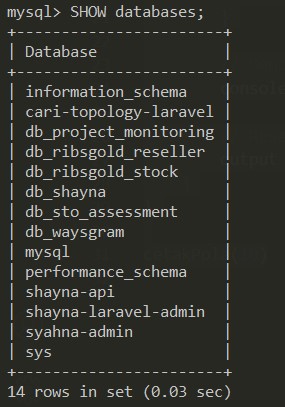 mysql> SHOW databases;
+-----------------------+
| Database              |
+-----------------------+
| information_schema    |
| cari-topology-laravel |
| db_project_monitoring |
| db_ribsgold_reseller  |
| db_ribsgold_stock     |
| db_shayna             |
| db_sto_assessment     |
| db_waysgram           |
| mysql                 |
| performance_schema    |
| shayna-api            |
| shayna-laravel-admin  |
| syahna-admin          |
| sys                   |
+-----------------------+
14 rows in set (0.03 sec)